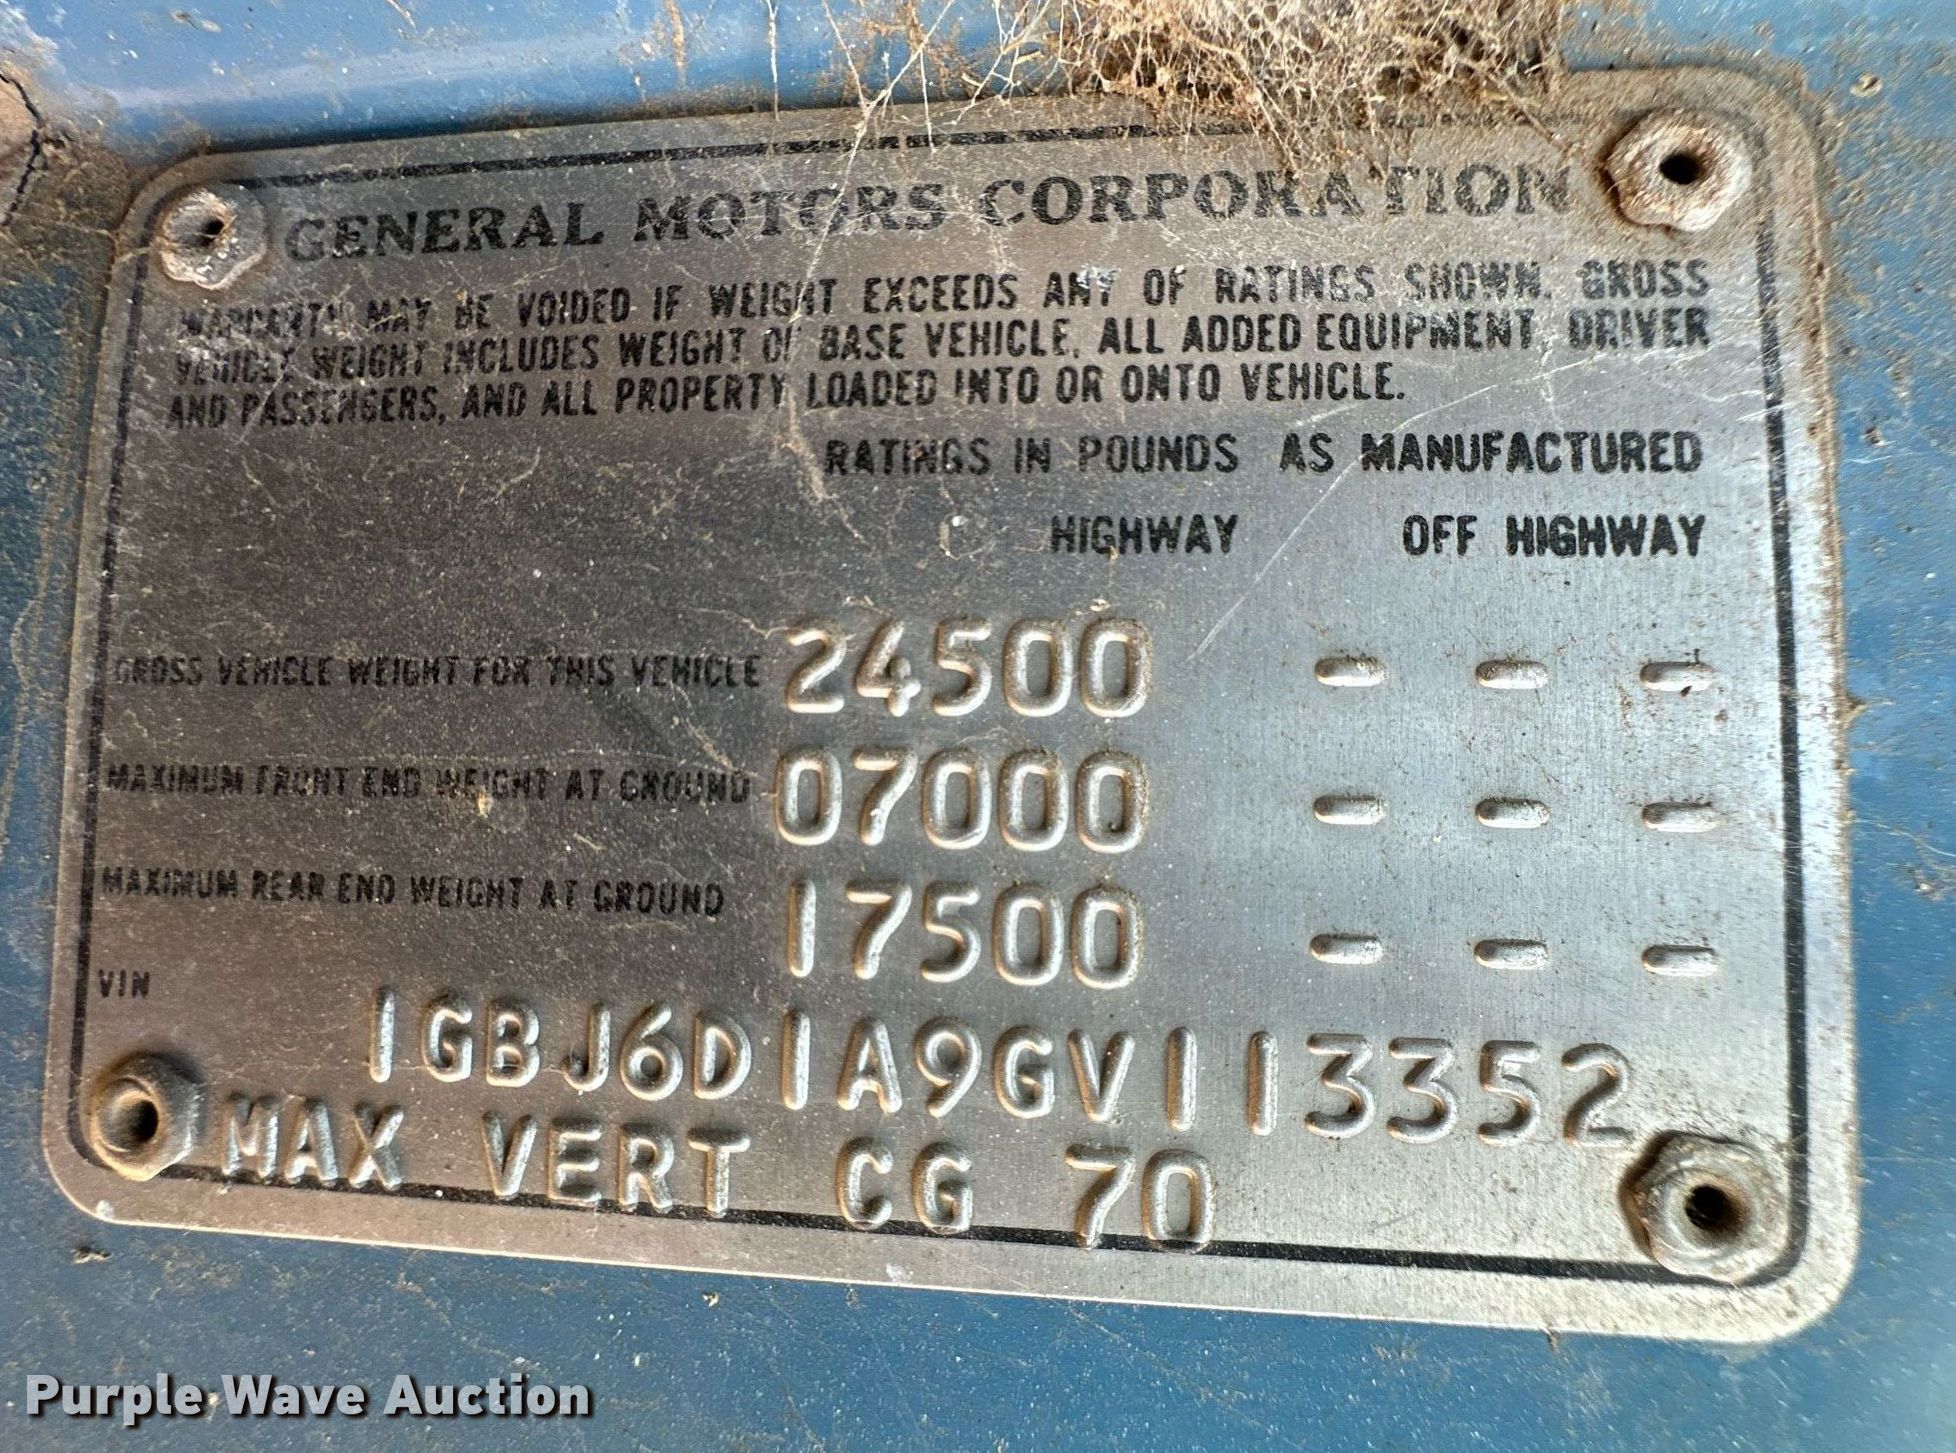 GENERAL MOTORS CORPORATION
WARRANTY MAY BE VOIDED IF WEIGHT EXCEEDS ANY OF RATINGS SHOWN. GROSS
VEHICLE WEIGHT INCLUDES WEIGHT OF BASE VEHICLE, ALL ADDED EQUIPMENT, DRIVER
AND PASSENGERS, AND ALL PROPERTY LOADED INTO OR ONTO VEHICLE.
RATINGS IN POUNDS AS MANUFACTURED
HIGHWAY OFF HIGHWAY
GROSS VEHICLE WEIGHT FOR THIS VEHICLE 24500 - - -
MAXIMUM FRONT END WEIGHT AT GROUND 07000 - - -
MAXIMUM REAR END WEIGHT AT GROUND 17500 - - -
VIN
1GBJ6D1A9GV113352
MAX VERT CG 70
Purple Wave Auction